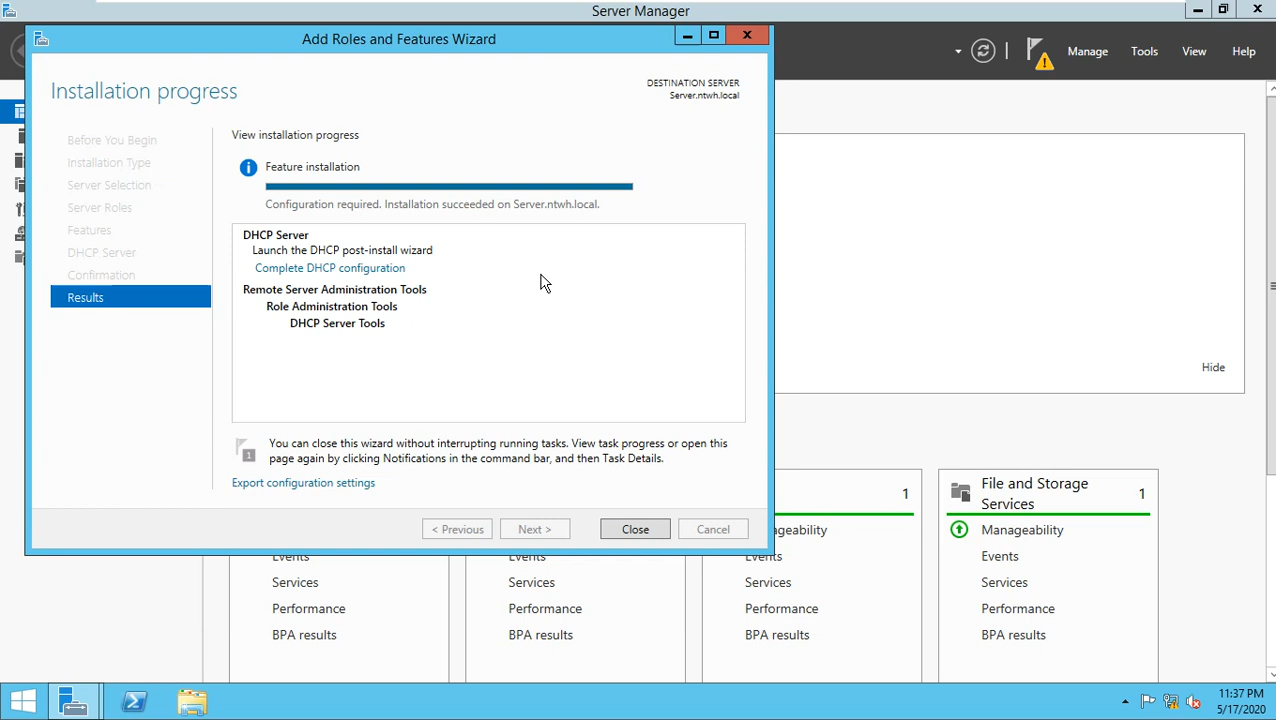 Server Manager
Add Roles and Features Wizard
Manage
Tools
View
Help
Installation progress
DESTINATION SERVER
Server.ntwh.local
Before You Begin
Installation Type
Server Selection
Server Roles
Features
DHCP Server
Confirmation
Results
View installation progress
Feature installation
Configuration required. Installation succeeded on Server.ntwh.local.
DHCP Server
Launch the DHCP post-install wizard
Complete DHCP configuration
Remote Server Administration Tools
Role Administration Tools
DHCP Server Tools
1
You can close this wizard without interrupting running tasks. View task progress or open this
page again by clicking Notifications in the command bar, and then Task Details.
Export configuration settings
< Previous
Next >
Close
Cancel
Hide
Events
Services
Performance
BPA results
Events
Services
Performance
BPA results
1
ageability
Events
Services
Performance
BPA results
File and Storage
Services
1
Manageability
Events
Services
Performance
BPA results
11:37 PM
5/17/2020